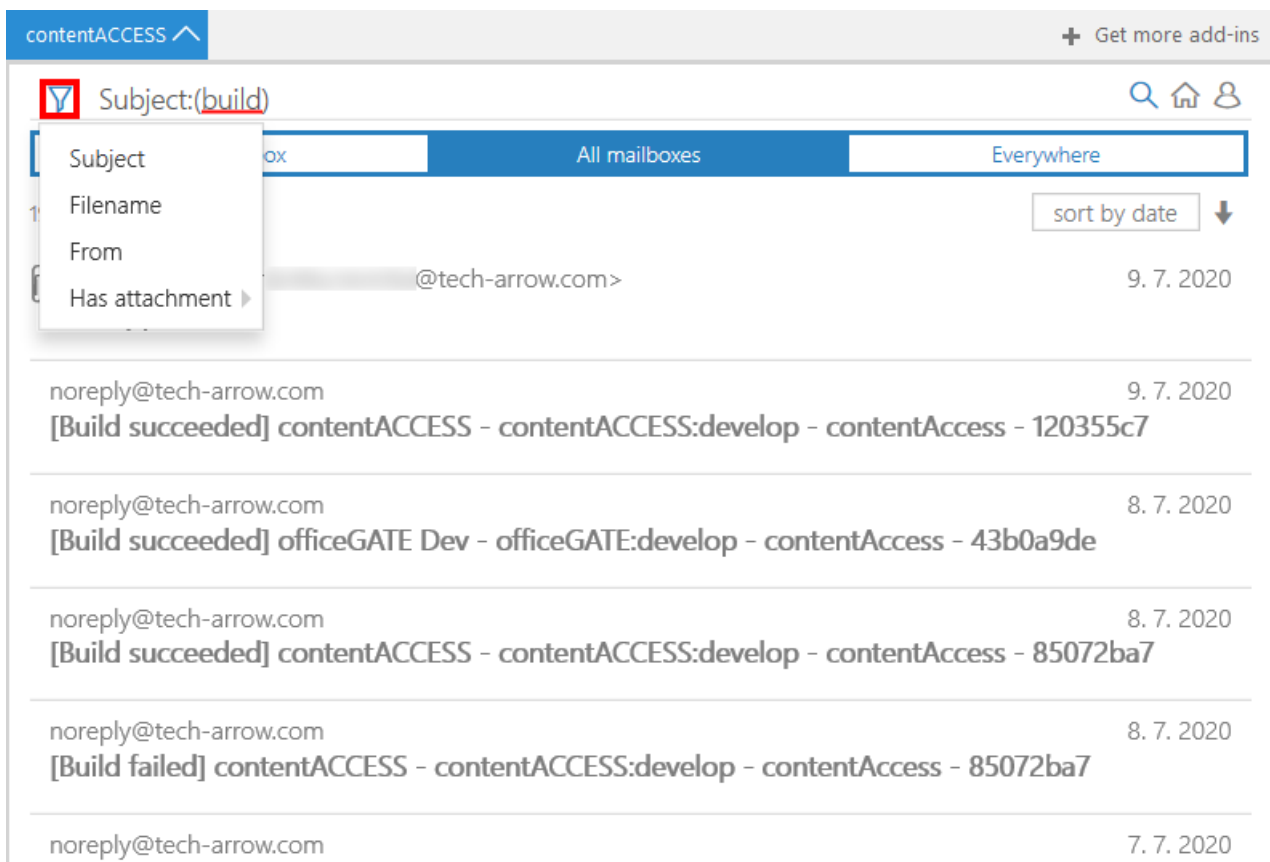 contentACCESS
Get more add-ins
Subject:(build)
Subject
Filename
From
Has attachment
ox
All mailboxes
Everywhere
sort by date
@tech-arrow.com>
9. 7. 2020
noreply@tech-arrow.com
9. 7. 2020
[Build succeeded] contentACCESS - contentACCESS:develop - contentAccess - 120355c7
noreply@tech-arrow.com
8. 7. 2020
[Build succeeded] officeGATE Dev - officeGATE:develop - contentAccess - 43b0a9de
noreply@tech-arrow.com
8. 7. 2020
[Build succeeded] contentACCESS - contentACCESS:develop - contentAccess - 85072ba7
noreply@tech-arrow.com
8. 7. 2020
[Build failed] contentACCESS - contentACCESS:develop - contentAccess - 85072ba7
noreply@tech-arrow.com
7. 7. 2020